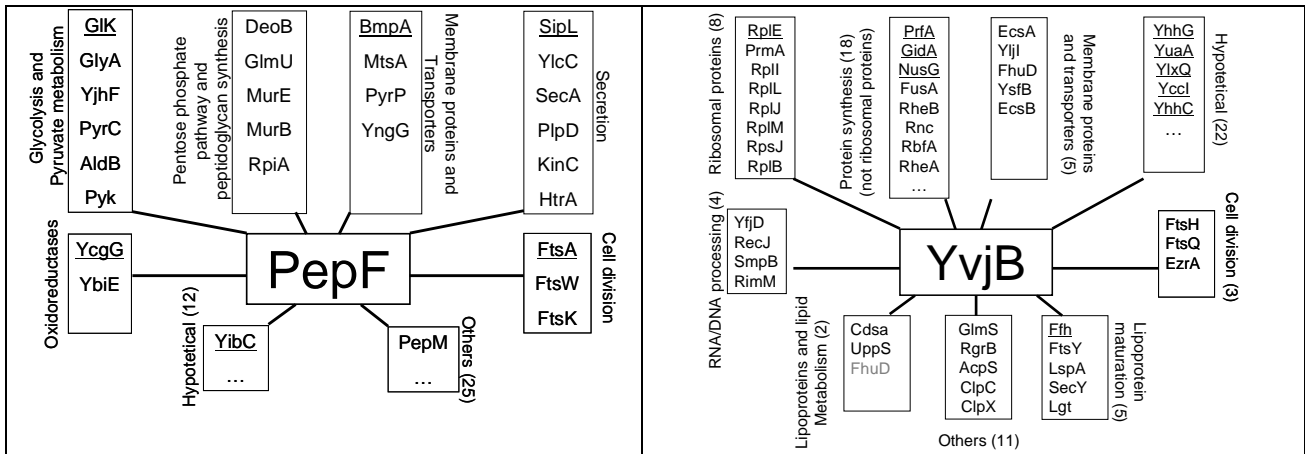 Glycolysis and
Pyruvate metabolism
GlK
GlyA
YjhF
PyrC
AldB
Pyk
Pentose phosphate
pathway and
peptidoglycan synthesis
DeoB
GlmU
MurE
MurB
RpiA
BmpA
MtsA
PyrP
YngG
Membrane proteins and
Transporters
SipL
YlcC
SecA
PlpD
KinC
HtrA
Secretion
Oxidoreductases
YcgG
YbiE
PepF
FtsA
FtsW
FtsK
Cell division
Hypotetical (12)
YibC
…
PepM
…
Others (25)
Ribosomal proteins (8)
RplE
PrmA
RplI
RplL
RplJ
RplM
RpsJ
RplB
Protein synthesis (18)
(not ribosomal proteins)
PrfA
GidA
NusG
FusA
RheB
Rnc
RbfA
RheA
…
EcsA
YljI
FhuD
YsfB
EcsB
Membrane proteins
and transporters (5)
YhhG
YuaA
YlxQ
YccI
YhhC
…
Hypotetical (22)
RNA/DNA processing (4)
YfjD
RecJ
SmpB
RimM
YvjB
FtsH
FtsQ
EzrA
Cell division (3)
Lipoproteins and lipid
Metabolism (2)
Cdsa
UppS
FhuD
GlmS
RgrB
AcpS
ClpC
ClpX
Others (11)
Ffh
FtsY
LspA
SecY
Lgt
Lipoprotein
maturation (5)